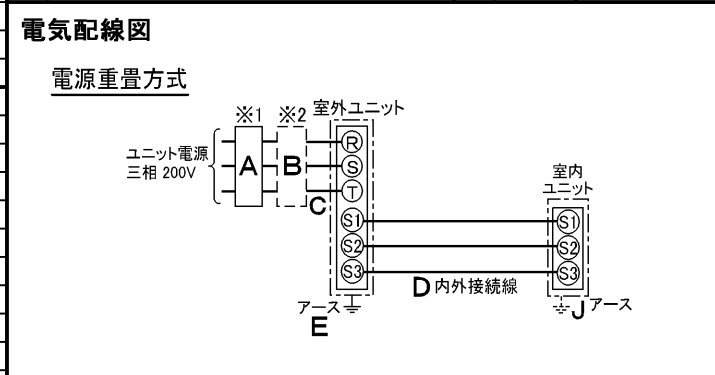 電気配線図
電源重畳方式
※1 ※2 室外ユニット
ユニット電源
三相 200V
A B
C
R
S
T
S1
S2
S3
室内
ユニット
S1
S2
S3
D 内外接続線
アース
E
J アース